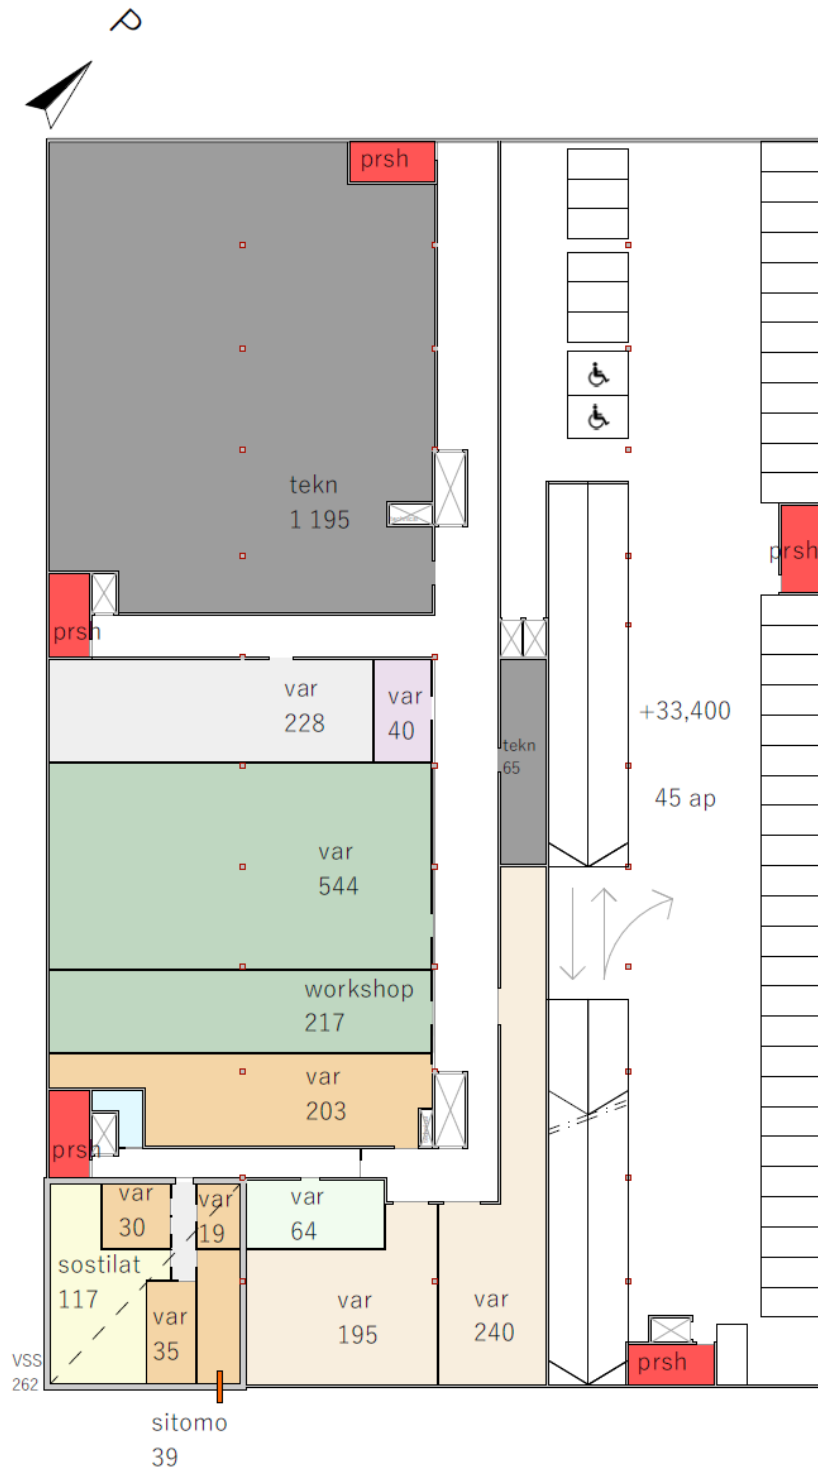 P
prsh
tekn
1 195
prsh
prsh
var
228
var
40
tekn
65
+33,400
45 ap
var
544
workshop
217
var
203
prsh
var
30
var
19
var
64
sostilat
117
var
35
var
195
var
240
prsh
VSS
262
sitomo
39